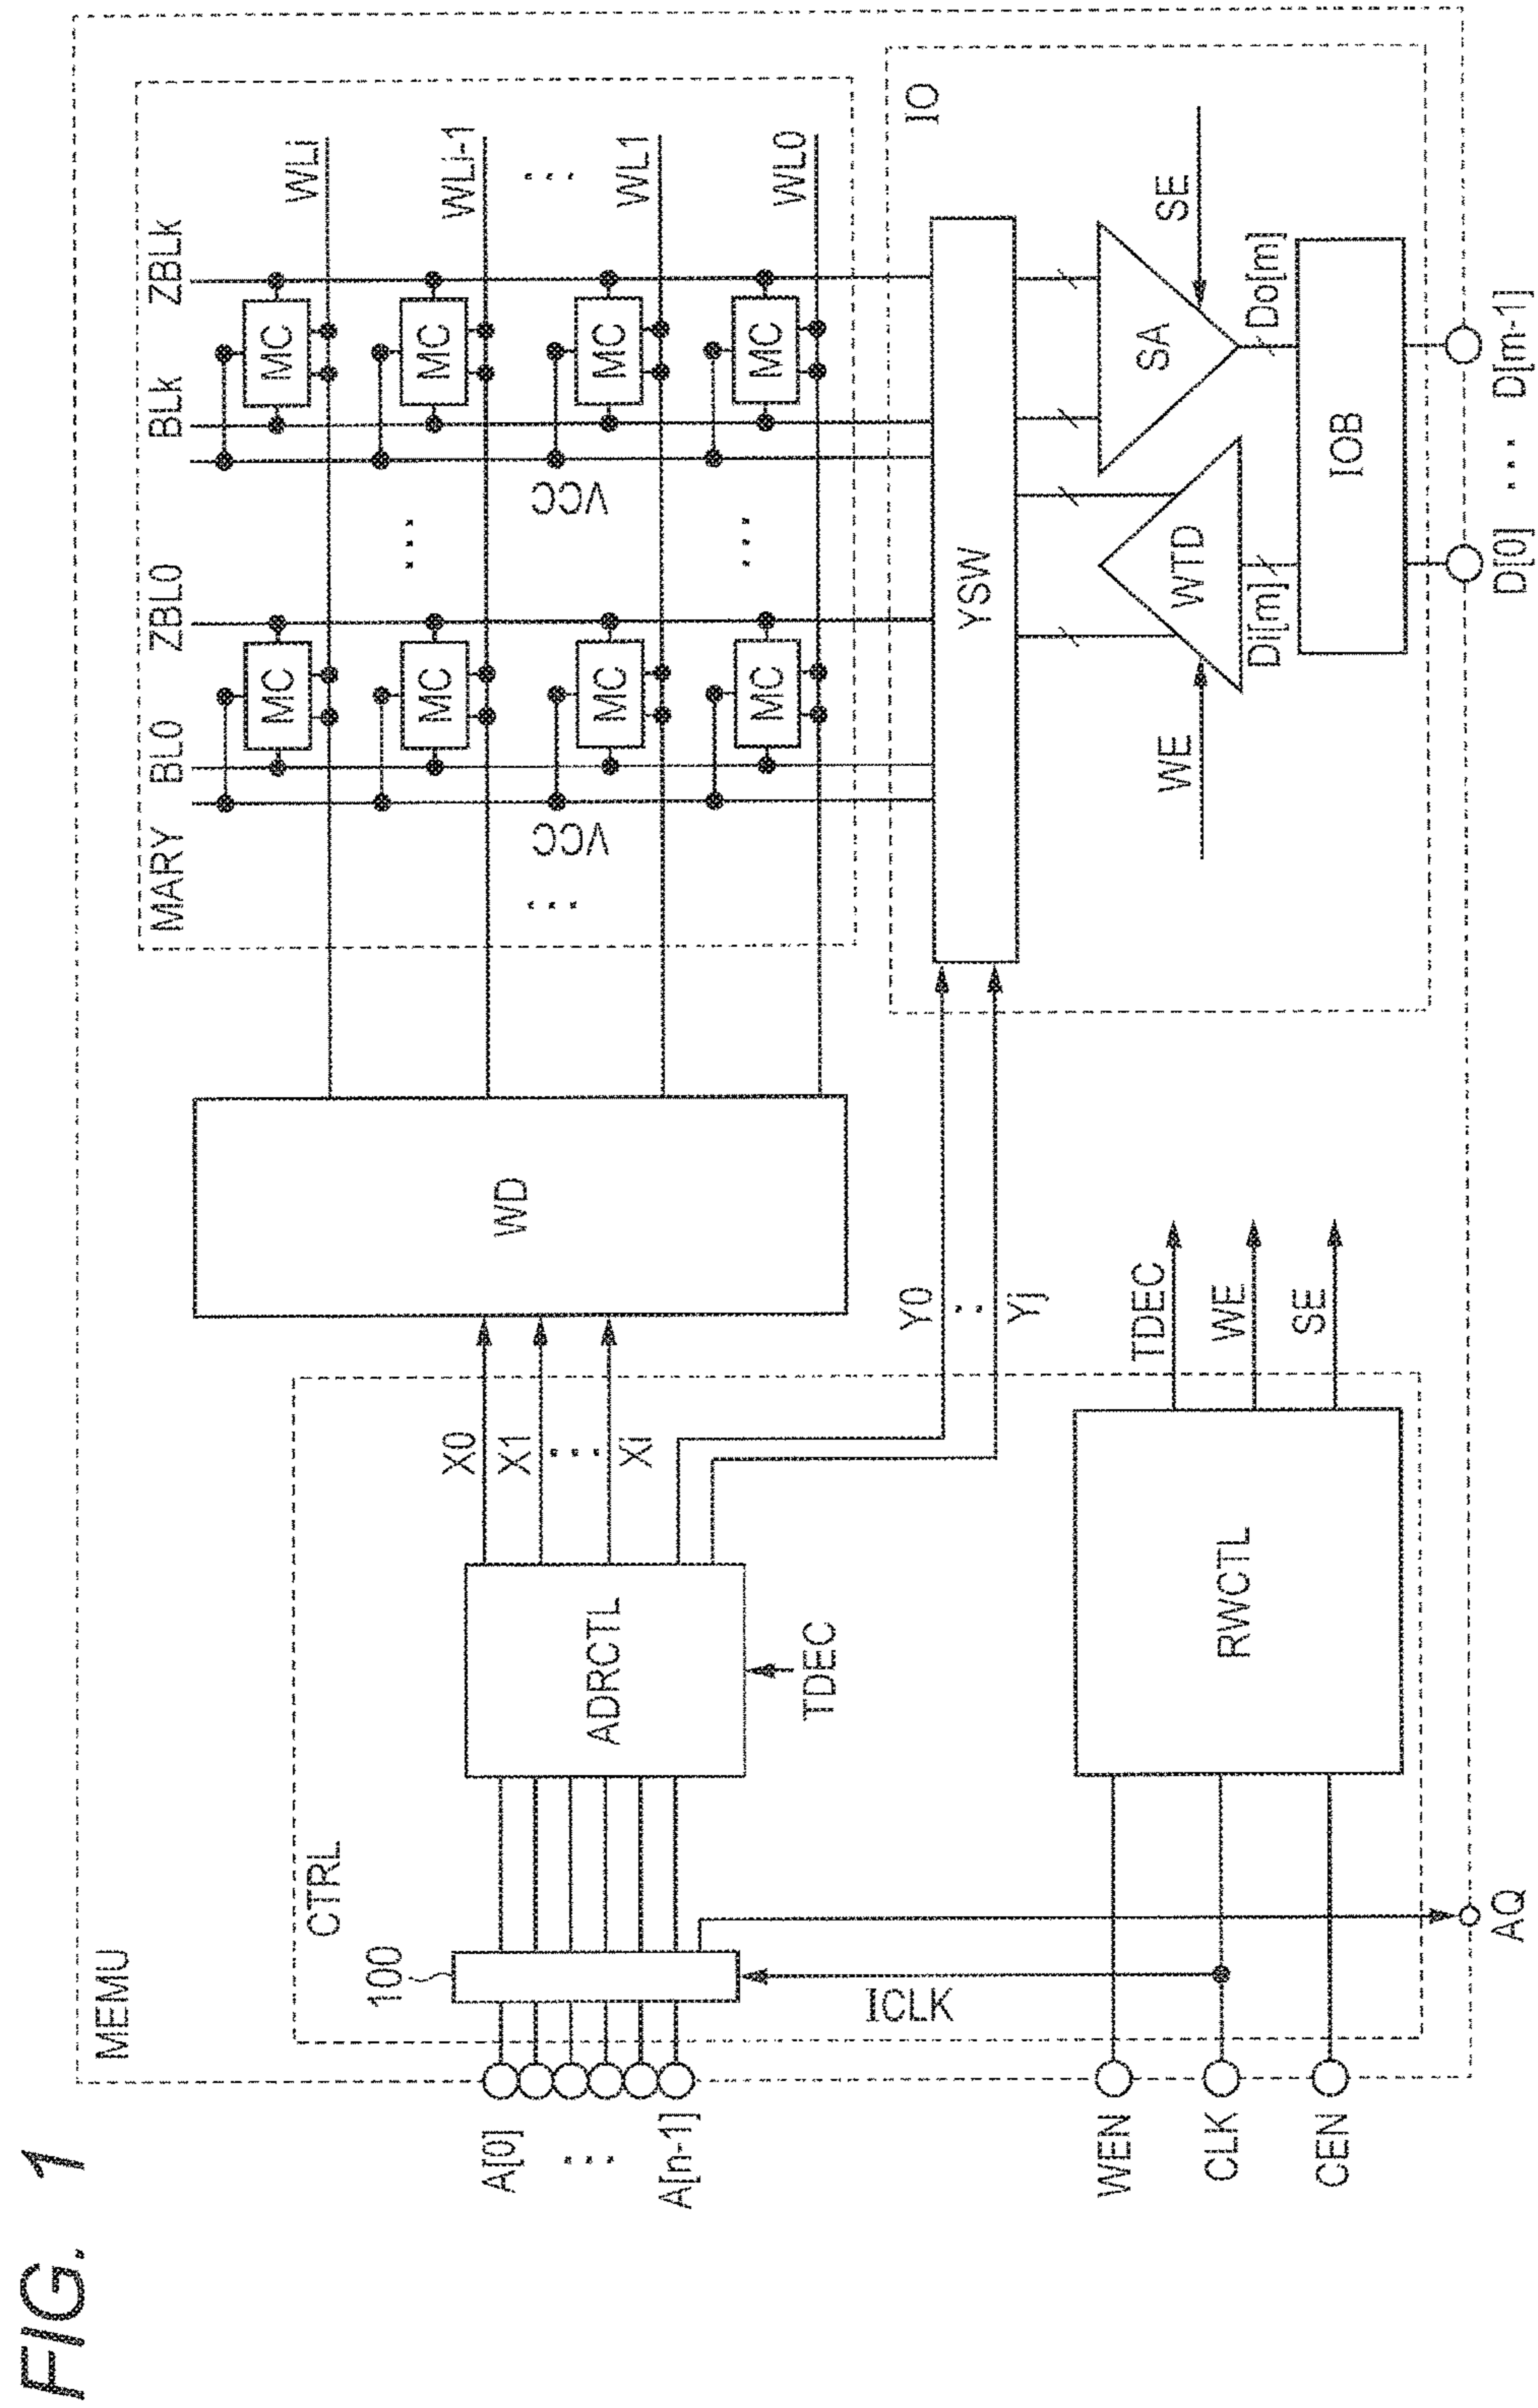 FIG. 1
MEMU
MARY
BL0
ZBL0
BLk
ZBLk
MC
MC
WLi
MC
MC
WLi-1
...
...
...
VCC
VCC
...
MC
MC
WL1
MC
MC
WL0
...
WD
CTRL
100
A[0]
...
A[n-1]
ADRCTL
TDEC
X0
X1
...
Xi
Y0
...
Yj
IO
YSW
WE
WTD
SA
SE
Di[m]
Do[m]
IOB
D[0] ... D[m-1]
ICLK
WEN
CLK
CEN
RWCTL
TDEC
WE
SE
AQ